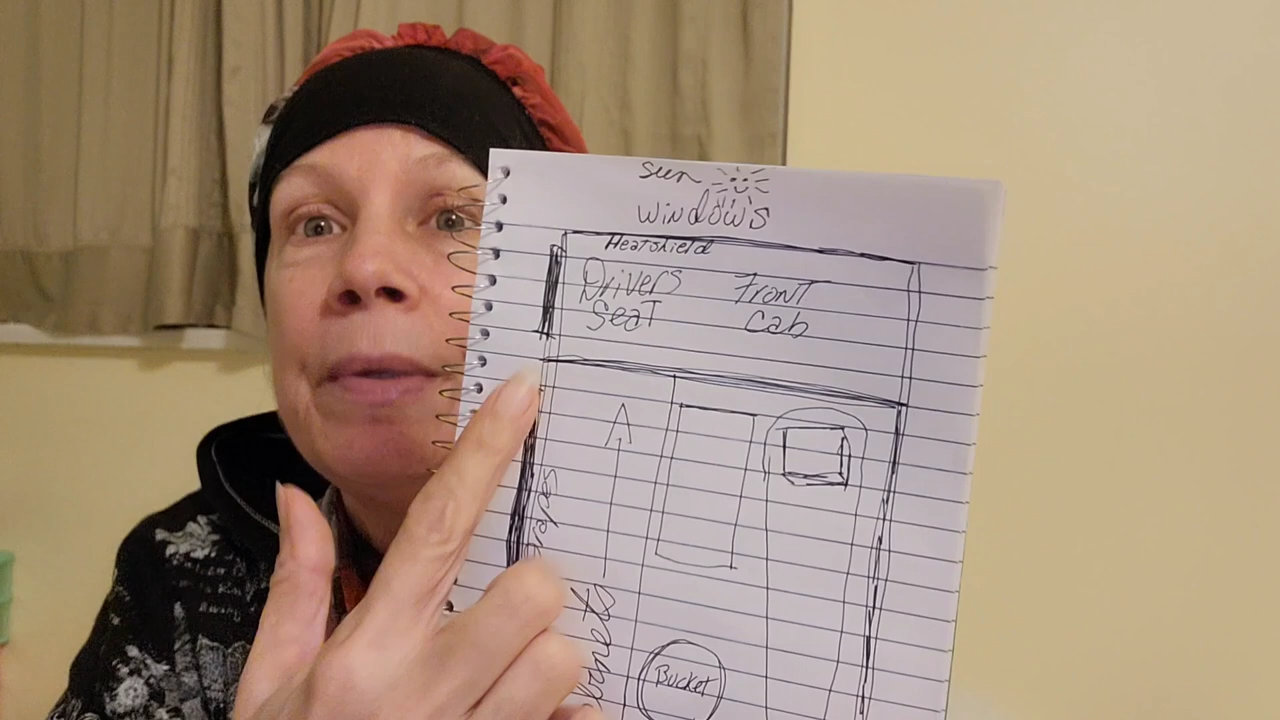 Sun
Windows
Heatshield
Drivers
Seat
Front
Cab
Bucket